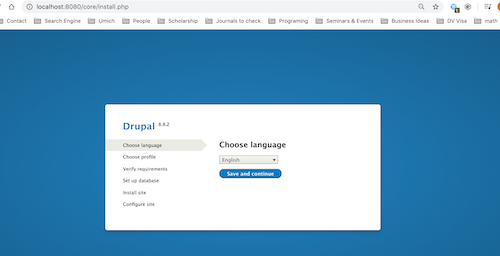 localhost:8080/core/install.php
Contact Search Engine Umich People Scholarship Journals to check Programing Seminars & Events Business Ideas DV Visa math
Drupal 8.8.2
Choose language
Choose profile
Verify requirements
Set up database
Install site
Configure site
Choose language
English
Save and continue